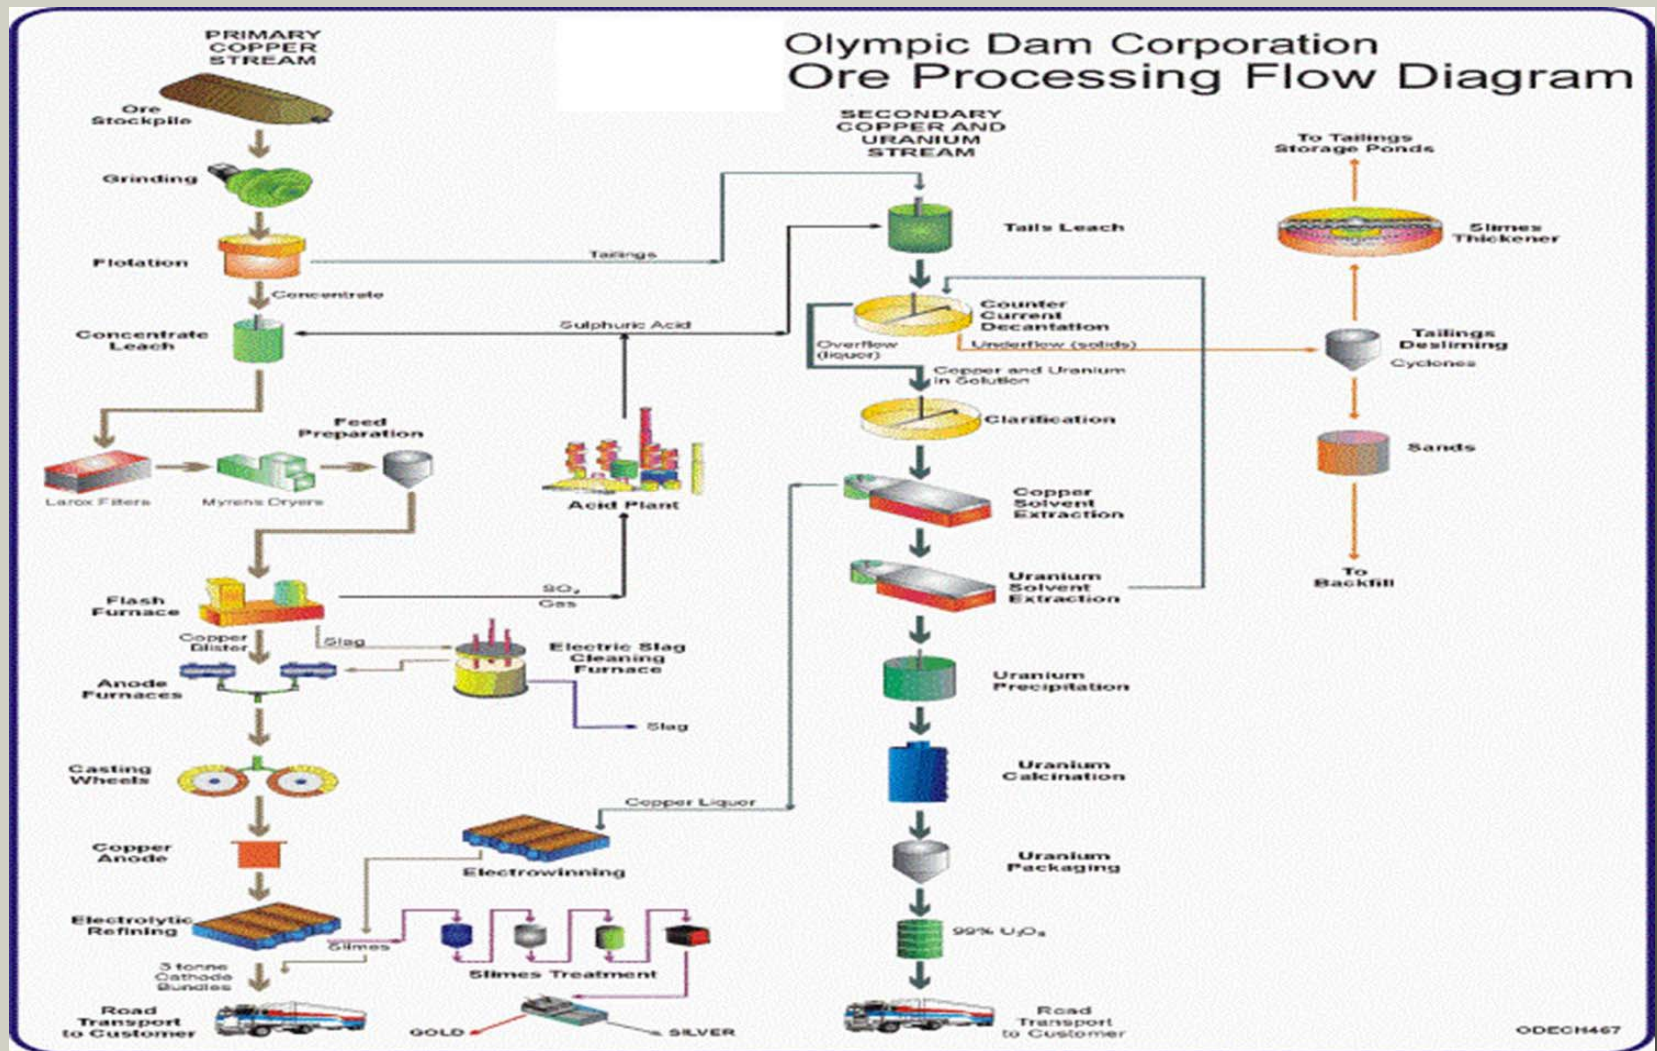 Olympic Dam Corporation
Ore Processing Flow Diagram
PRIMARY
COPPER
STREAM
Ore
Stockpile
Grinding
Flotation
Tailings
Concentrate
Concentrate
Leach
Sulphuric Acid
Feed
Preparation
Larox Filters
Myrens Dryers
Acid Plant
Flash
Furnace
SO₂
Gas
Copper
Blister
Slag
Electric Slag
Cleaning
Furnace
Anode
Furnaces
Slag
Casting
Wheels
Copper Liquor
Copper
Anode
Electrowinning
Electrolytic
Refining
Slimes
3 tonne
Cathode
Bundles
Slimes Treatment
Road
Transport
to Customer
GOLD
SILVER
SECONDARY
COPPER AND
URANIUM
STREAM
Tails Leach
Counter
Current
Decantation
Overflow
(liquor)
Underflow (solids)
Copper and Uranium
in Solution
Clarification
Copper
Solvent
Extraction
Uranium
Solvent
Extraction
Uranium
Precipitation
Uranium
Calcination
Uranium
Packaging
99% U₃O₈
Road
Transport
to Customer
To Tailings
Storage Ponds
Slimes
Thickener
Tailings
Desliming
Cyclones
Sands
To
Backfill
ODECH467